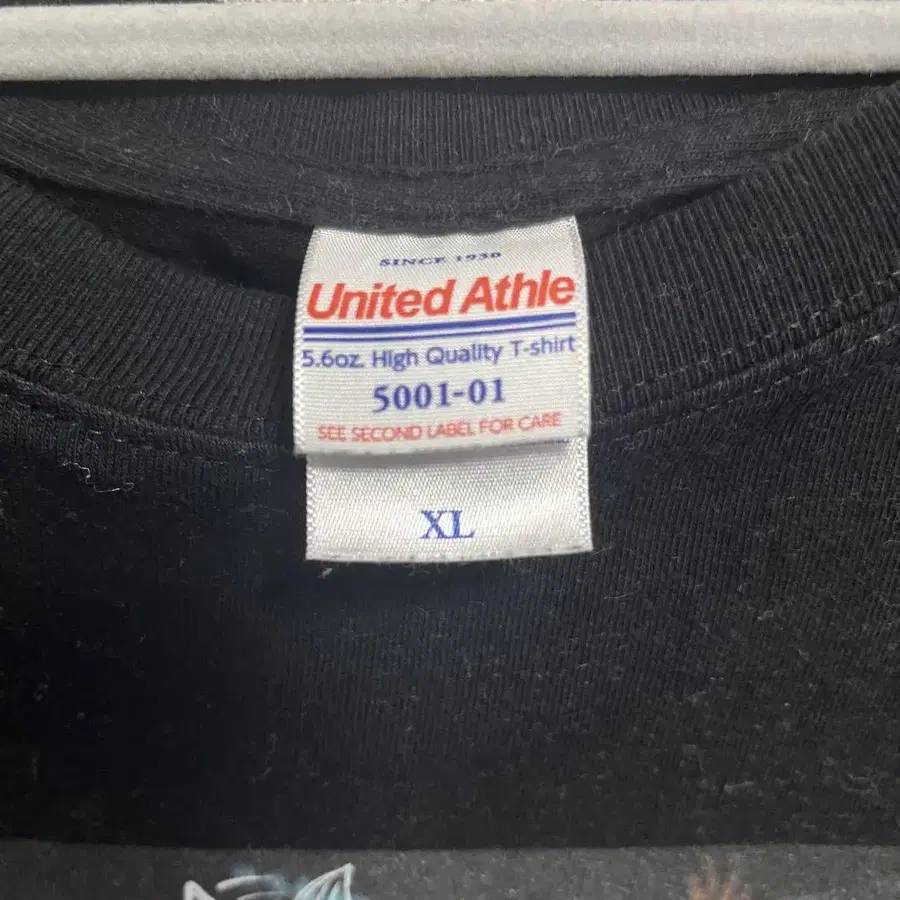 SINCE 1930
United Athle
5.6oz. High Quality T-shirt
5001-01
SEE SECOND LABEL FOR CARE
XL